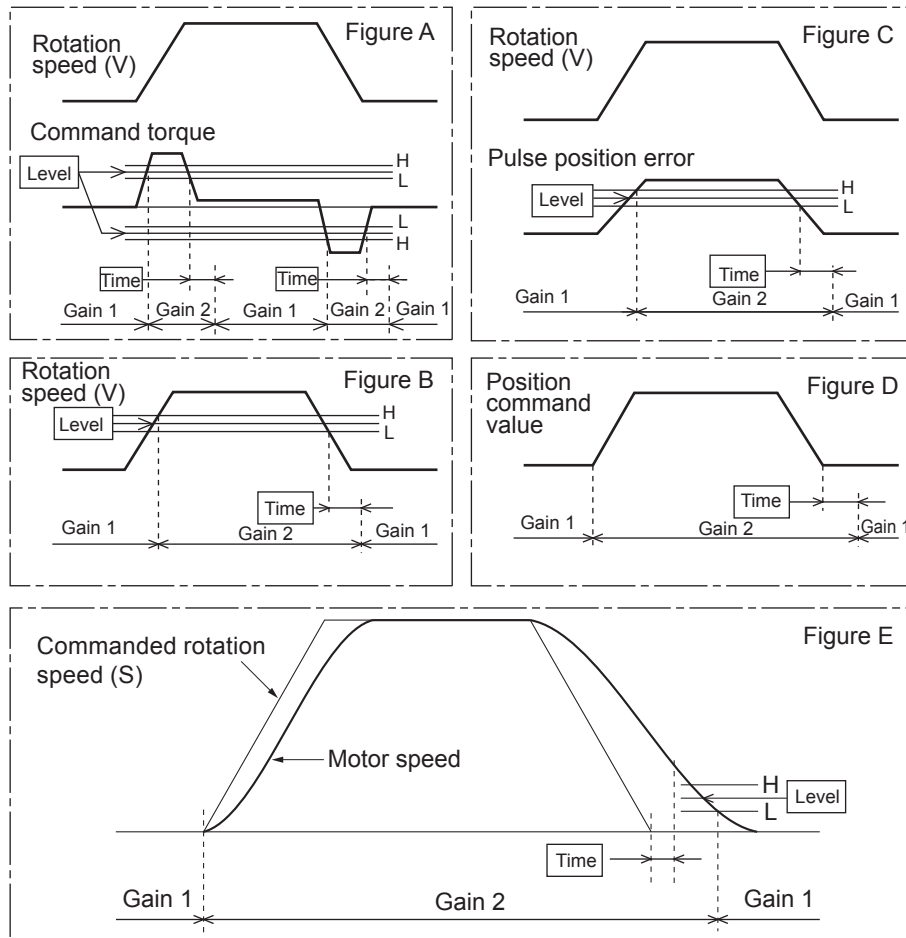 Figure A
Rotation
speed (V)
Command torque
Level
H
L
L
H
Time
Time
Gain 1
Gain 2
Gain 1
Gain 2
Gain 1
Figure C
Rotation
speed (V)
Pulse position error
Level
H
L
Time
Gain 1
Gain 2
Gain 1
Figure B
Rotation
speed (V)
Level
H
L
Time
Gain 1
Gain 2
Gain 1
Figure D
Position
command
value
Time
Gain 1
Gain 2
Gain 1
Figure E
Commanded rotation
speed (S)
Motor speed
H
Level
L
Time
Gain 1
Gain 2
Gain 1